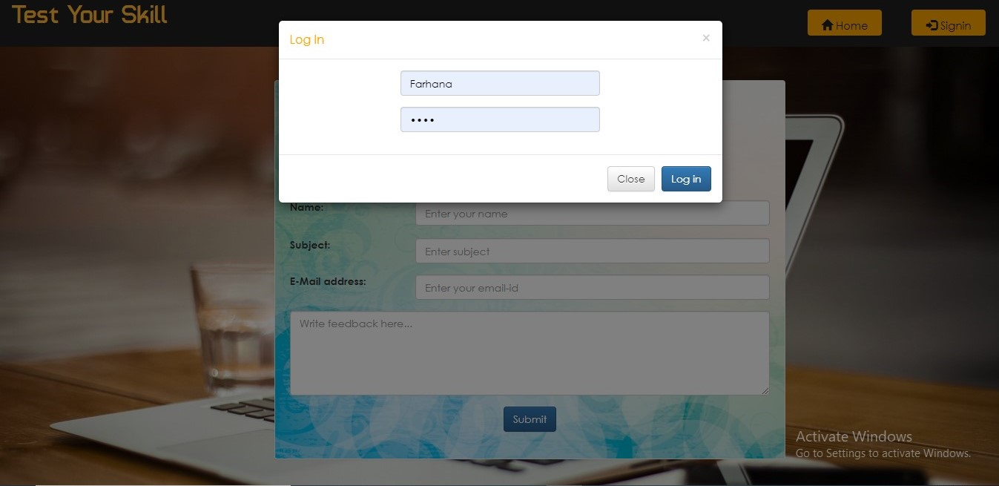 Test Your Skill
Home
Signin
Log In
×
Farhana
••••
Close
Log in
Name:
Enter your name
Subject:
Enter subject
E-Mail address:
Enter your email-id
Write feedback here...
Submit
Activate Windows
Go to Settings to activate Windows.